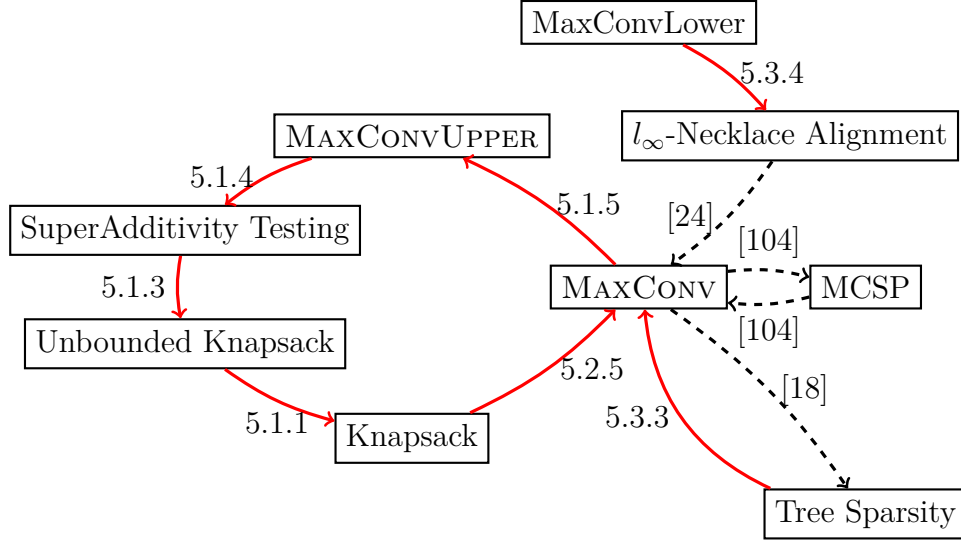 MaxConvLower
5.3.4
MAXCONVUPPER
l∞-Necklace Alignment
5.1.4
5.1.5
[24]
SuperAdditivity Testing
[104]
5.1.3
MAXCONV
MCSP
[104]
Unbounded Knapsack
5.2.5
[18]
5.1.1
5.3.3
Knapsack
Tree Sparsity